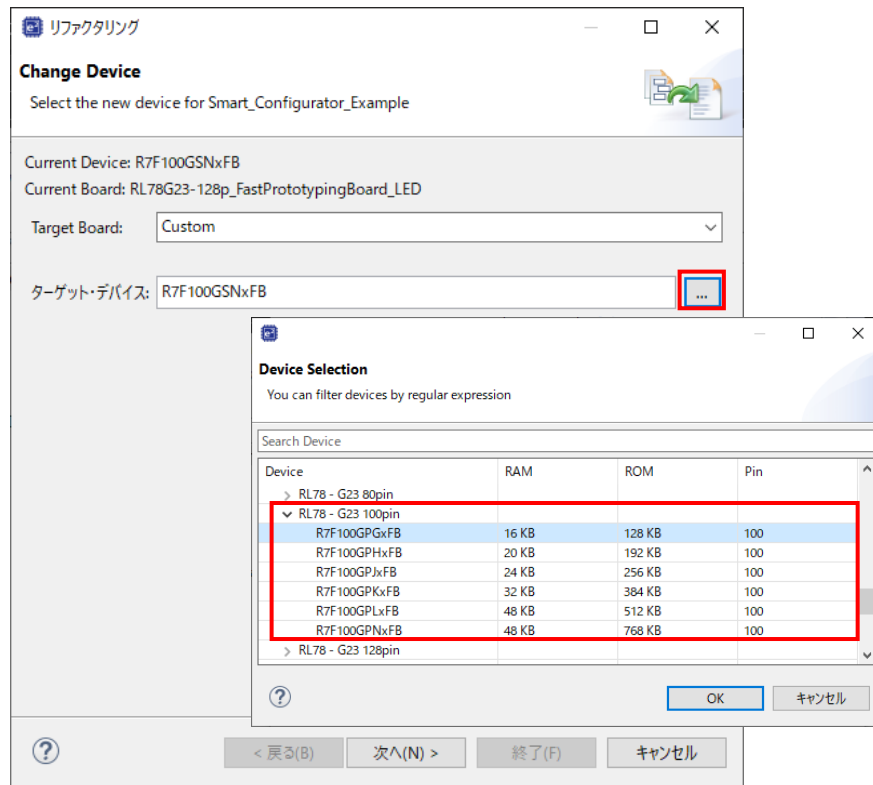 リファクタリング
Change Device
Select the new device for Smart_Configurator_Example
Current Device: R7F100GSNxFB
Current Board: RL78G23-128p_FastPrototypingBoard_LED
Target Board: Custom
ターゲット・デバイス: R7F100GSNxFB ...
Device Selection
You can filter devices by regular expression
Search Device
Device RAM ROM Pin
RL78 - G23 80pin
RL78 - G23 100pin
R7F100GPGxFB 16 KB 128 KB 100
R7F100GPHxFB 20 KB 192 KB 100
R7F100GPJxFB 24 KB 256 KB 100
R7F100GPKxFB 32 KB 384 KB 100
R7F100GPLxFB 48 KB 512 KB 100
R7F100GPNxFB 48 KB 768 KB 100
RL78 - G23 128pin
? OK キャンセル
? < 戻る(B) 次へ(N) > 終了(F) キャンセル